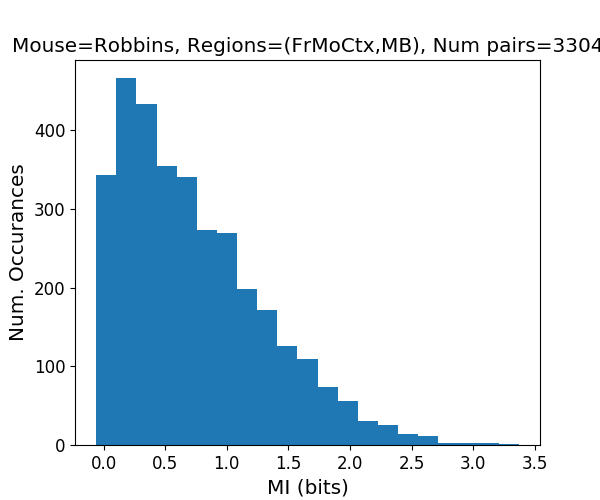 Mouse=Robbins, Regions=(FrMoCtx,MB), Num pairs=3304
Num. Occurances
400
300
200
100
0
0.0 0.5 1.0 1.5 2.0 2.5 3.0 3.5
MI (bits)